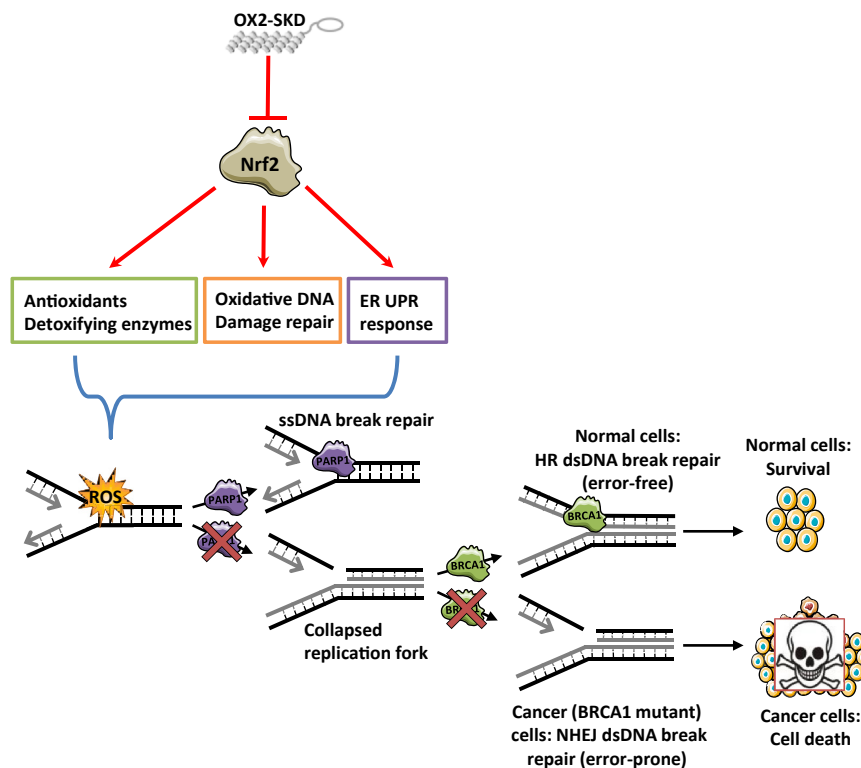 OX2-SKD
Nrf2
Antioxidants
Detoxifying enzymes
Oxidative DNA
Damage repair
ER UPR
response
ssDNA break repair
PARP1
ROS
PARP1
PARP1
Collapsed
replication fork
Normal cells:
HR dsDNA break repair
(error-free)
BRCA1
BRCA1
BRCA1
Cancer (BRCA1 mutant)
cells: NHEJ dsDNA break
repair (error-prone)
Normal cells:
Survival
Cancer cells:
Cell death